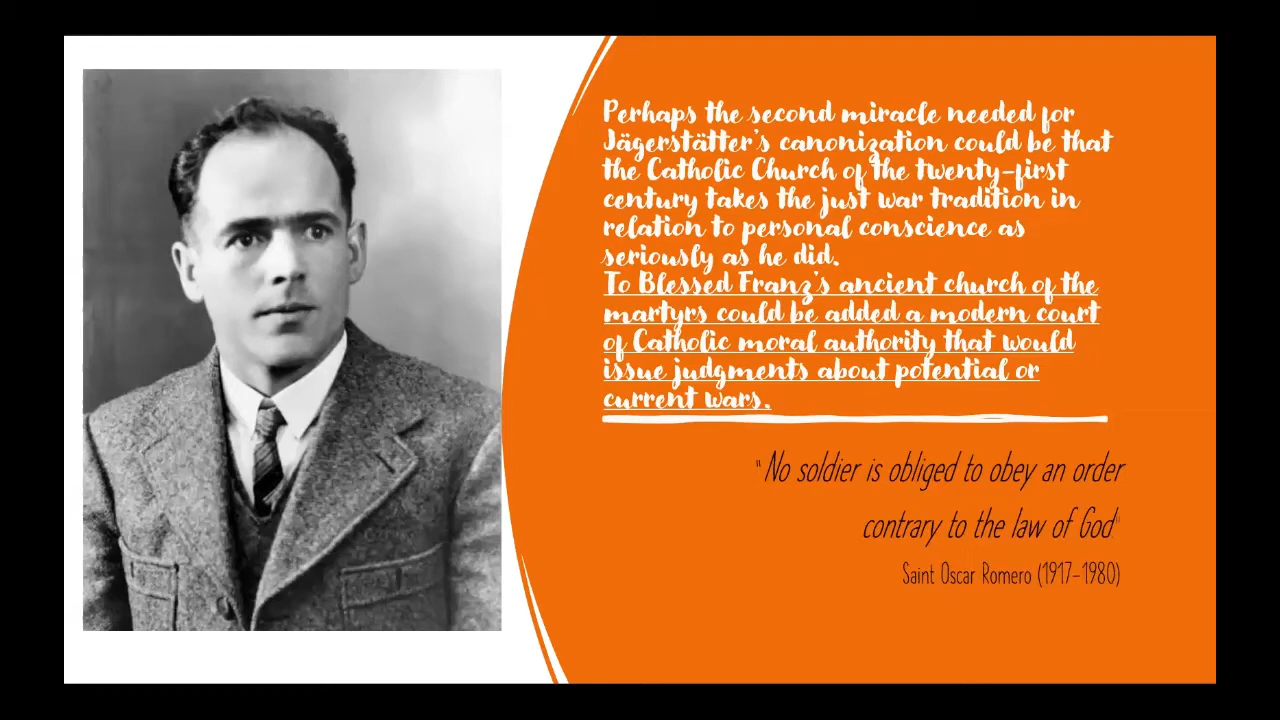 Perhaps the second miracle needed for
Jägerstätter's canonization could be that
the Catholic Church of the twenty-first
century takes the just war tradition in
relation to personal conscience as
seriously as he did.
To Blessed Franz's ancient church of the
martyrs could be added a modern court
of Catholic moral authority that would
issue judgments about potential or
current wars.
"No soldier is obliged to obey an order
contrary to the law of God"
Saint Oscar Romero (1917-1980)